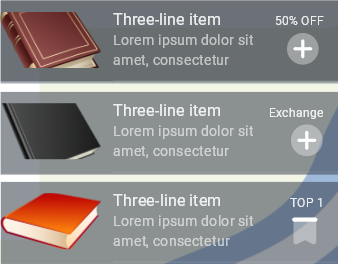 Three-line item
50% OFF
Lorem ipsum dolor sit
amet, consectetur
Three-line item
Exchange
Lorem ipsum dolor sit
amet, consectetur
Three-line item
TOP 1
Lorem ipsum dolor sit
amet, consectetur